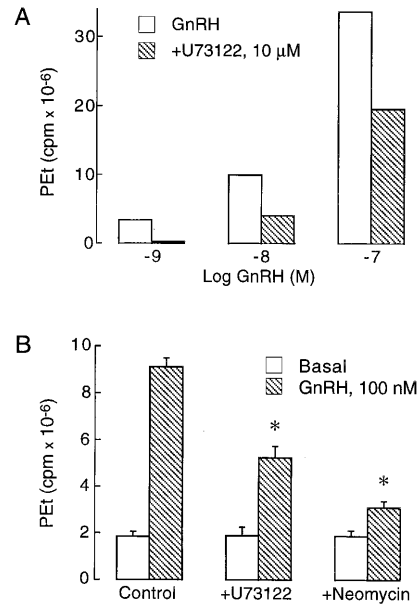 A
GnRH
+U73122, 10 μM
PEt (cpm x 10-6)
30
20
10
0
-9
-8
-7
Log GnRH (M)
B
Basal
GnRH, 100 nM
PEt (cpm x 10-6)
10
8
6
4
2
0
*
*
Control
+U73122
+Neomycin